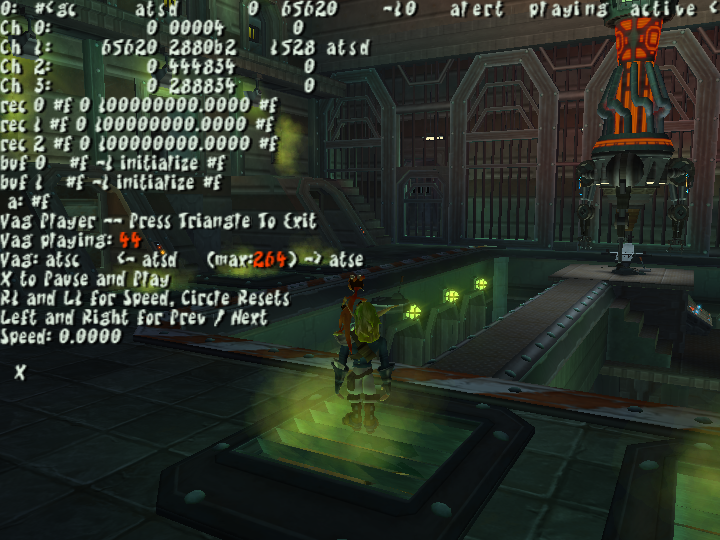 0: #<gc atsd 0 65620 -10 alert playing active <
Ch 0: 0 00004 0
Ch 1: 65620 2880b2 1528 atsd
Ch 2: 0 444834 0
Ch 3: 0 288834 0
rec 0 #f 0 100000000.0000 #f
rec 1 #f 0 100000000.0000 #f
rec 2 #f 0 100000000.0000 #f
buf 0 #f -1 initialize #f
buf 1 #f -1 initialize #f
a: #f
Vag Player -- Press Triangle To Exit
Vag playing: 44
Vag: atsc <- atsd (max:264) -> atse
X to Pause and Play
R1 and L1 for Speed, Circle Resets
Left and Right for Prev / Next
Speed: 0.0000
X